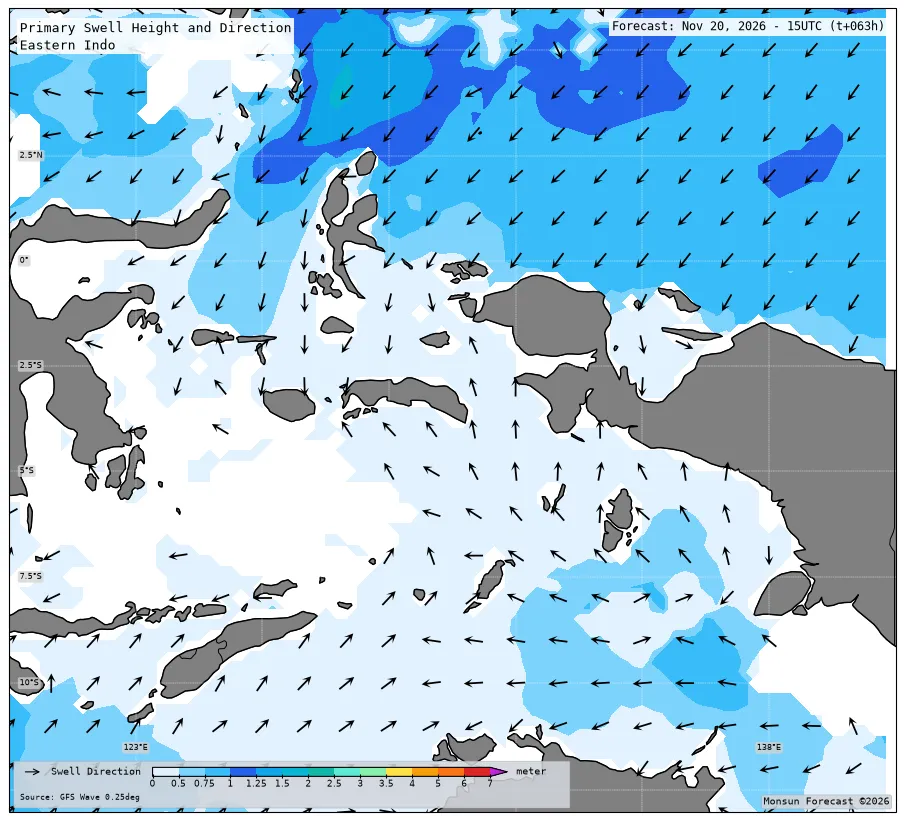 Primary Swell Height and Direction
Eastern Indo
Forecast: Nov 20, 2026 - 15UTC (t+063h)
2.5°N
0°
2.5°S
5°S
7.5°S
10°S
123°E
138°E
Swell Direction
0 0.5 0.75 1 1.25 1.5 2 2.5 3 3.5 4 5 6 7
meter
Source: GFS Wave 0.25deg
Monsun Forecast ©2026